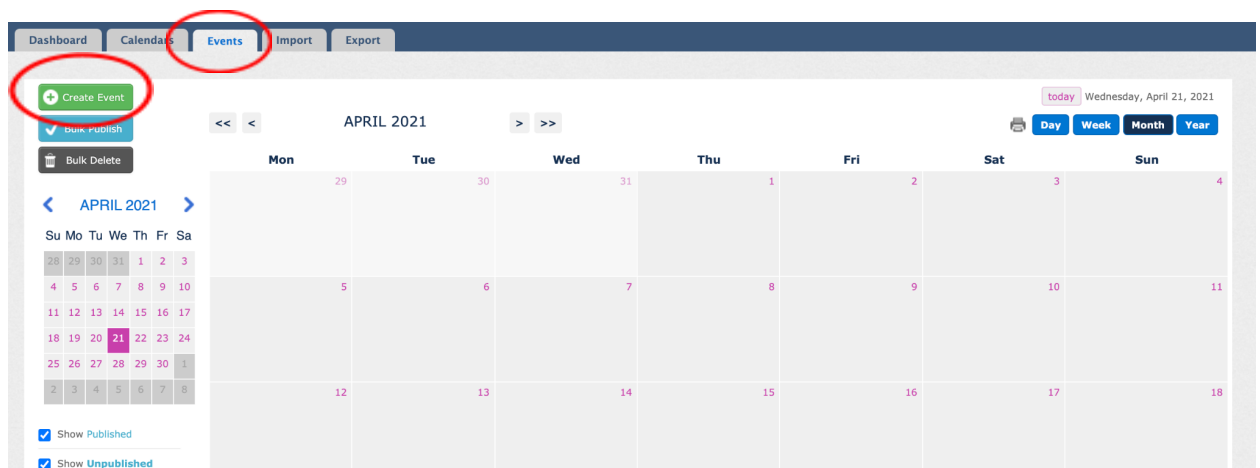 Dashboard Calendars Events Import Export
Create Event
today Wednesday, April 21, 2021
Bulk Publish
<< < APRIL 2021 > >>
Day Week Month Year
Bulk Delete
Mon Tue Wed Thu Fri Sat Sun
29 30 31 1 2 3 4
APRIL 2021
Su Mo Tu We Th Fr Sa
28 29 30 31 1 2 3
4 5 6 7 8 9 10
11 12 13 14 15 16 17
18 19 20 21 22 23 24
25 26 27 28 29 30 1
2 3 4 5 6 7 8
5 6 7 8 9 10 11
12 13 14 15 16 17 18
Show Published
Show Unpublished